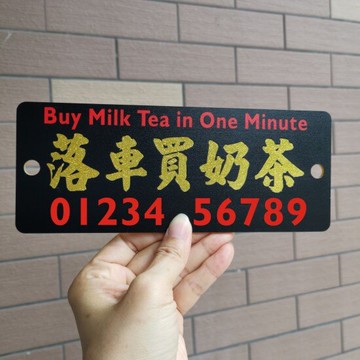 Buy Milk Tea in One Minute
落車買奶茶
01234 56789